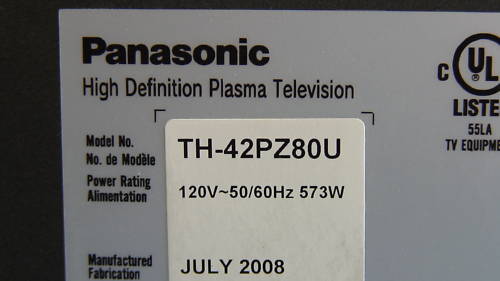 Panasonic
High Definition Plasma Television
C UL
LISTE
55LA
TV EQUIPME
Model No.
No. de Modèle
TH-42PZ80U
Power Rating
Alimentation
120V~50/60Hz 573W
Manufactured
Fabrication
JULY 2008